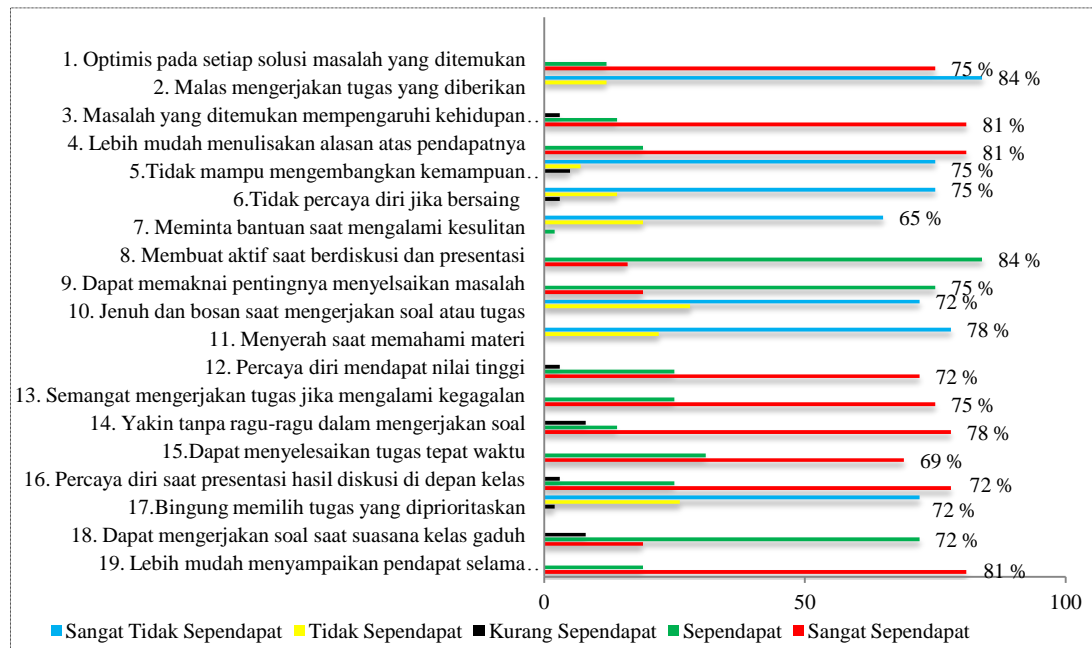 1. Optimis pada setiap solusi masalah yang ditemukan
75 %
84 %
2. Malas mengerjakan tugas yang diberikan
3. Masalah yang ditemukan mempengaruhi kehidupan..
81 %
4. Lebih mudah menulisakan alasan atas pendapatnya
81 %
75 %
5.Tidak mampu mengembangkan kemampuan..
75 %
6.Tidak percaya diri jika bersaing
65 %
7. Meminta bantuan saat mengalami kesulitan
8. Membuat aktif saat berdiskusi dan presentasi
84 %
9. Dapat memaknai pentingnya menyelsaikan masalah
75 %
72 %
10. Jenuh dan bosan saat mengerjakan soal atau tugas
78 %
11. Menyerah saat memahami materi
12. Percaya diri mendapat nilai tinggi
72 %
13. Semangat mengerjakan tugas jika mengalami kegagalan
75 %
14. Yakin tanpa ragu-ragu dalam mengerjakan soal
78 %
15.Dapat menyelesaikan tugas tepat waktu
69 %
16. Percaya diri saat presentasi hasil diskusi di depan kelas
72 %
17.Bingung memilih tugas yang diprioritaskan
72 %
18. Dapat mengerjakan soal saat suasana kelas gaduh
72 %
19. Lebih mudah menyampaikan pendapat selama..
81 %
0 50 100
Sangat Tidak Sependapat Tidak Sependapat Kurang Sependapat Sependapat Sangat Sependapat